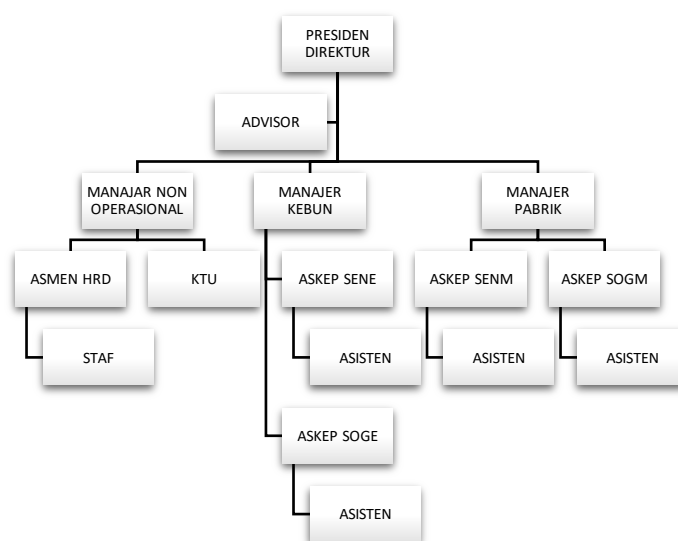 PRESIDEN
DIREKTUR
ADVISOR
MANAJAR NON
OPERASIONAL
MANAJER
KEBUN
MANAJER
PABRIK
ASMEN HRD
KTU
ASKEP SENE
ASKEP SENM
ASKEP SOGM
STAF
ASISTEN
ASISTEN
ASISTEN
ASKEP SOGE
ASISTEN